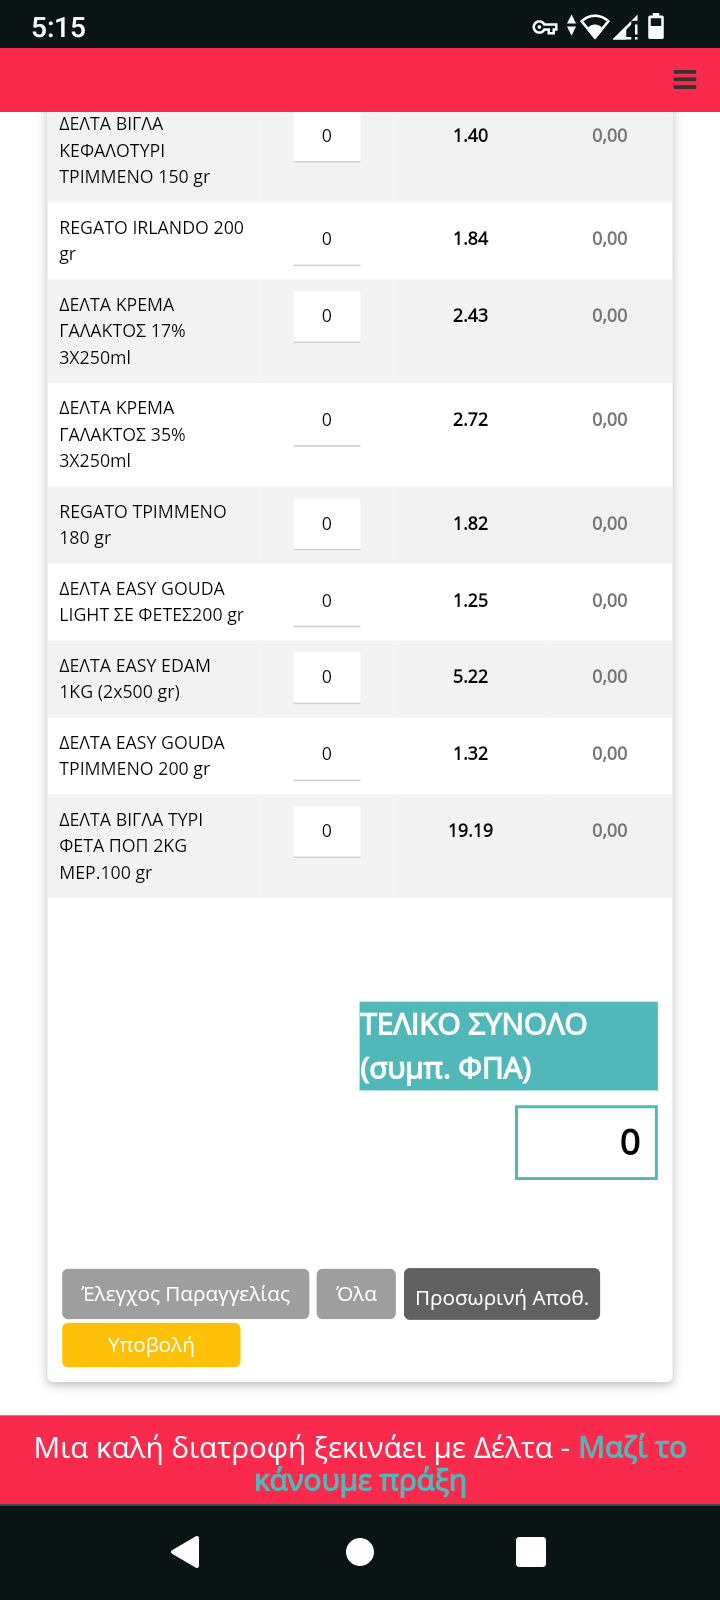 5:15
ΔΕΛΤΑ ΒΙΓΛΑ
ΚΕΦΑΛΟΤΥΡΙ
ΤΡΙΜΜΕΝΟ 150 gr
0
1.40
0,00
REGATO IRLANDO 200
gr
0
1.84
0,00
ΔΕΛΤΑ ΚΡΕΜΑ
ΓΑΛΑΚΤΟΣ 17%
3X250ml
0
2.43
0,00
ΔΕΛΤΑ ΚΡΕΜΑ
ΓΑΛΑΚΤΟΣ 35%
3X250ml
0
2.72
0,00
REGATO ΤΡΙΜΜΕΝΟ
180 gr
0
1.82
0,00
ΔΕΛΤΑ EASY GOUDA
LIGHT ΣΕ ΦΕΤΕΣ200 gr
0
1.25
0,00
ΔΕΛΤΑ EASY EDAM
1KG (2x500 gr)
0
5.22
0,00
ΔΕΛΤΑ EASY GOUDA
ΤΡΙΜΜΕΝΟ 200 gr
0
1.32
0,00
ΔΕΛΤΑ ΒΙΓΛΑ ΤΥΡΙ
ΦΕΤΑ ΠΟΠ 2KG
ΜΕΡ.100 gr
0
19.19
0,00
ΤΕΛΙΚΟ ΣΥΝΟΛΟ
(συμπ. ΦΠΑ)
0
Έλεγχος Παραγγελίας
Όλα
Προσωρινή Αποθ.
Υποβολή
Μια καλή διατροφή ξεκινάει με Δέλτα - Μαζί το
κάνουμε πράξη